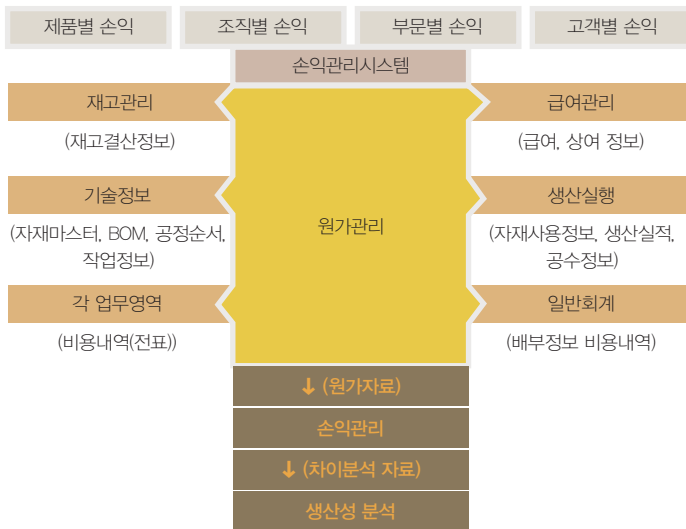 제품별 손익
조직별 손익
부문별 손익
고객별 손익
손익관리시스템
재고관리
(재고결산정보)
기술정보
(자재마스터, BOM, 공정순서,
작업정보)
각 업무영역
(비용내역(전표))
원가관리
급여관리
(급여, 상여 정보)
생산실행
(자재사용정보, 생산실적,
공수정보)
일반회계
(배부정보 비용내역)
↓ (원가자료)
손익관리
↓ (차이분석 자료)
생산성 분석